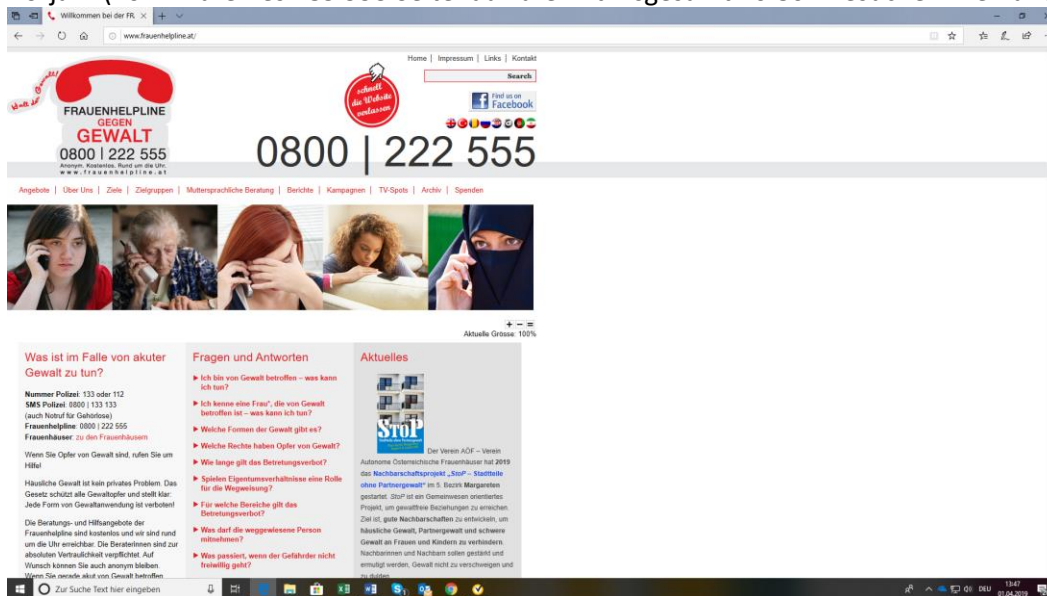 Willkommen bei der FR
www.frauenhelpline.at/
Home | Impressum | Links | Kontakt
Search
schnell
die Website
verlassen
Find us on
Facebook
FRAUENHELPLINE
GEGEN
GEWALT
0800 | 222 555
Anonym. Kostenlos. Rund um die Uhr.
www.frauenhelpline.at
0800 | 222 555
Angebote | Über Uns | Ziele | Zielgruppen | Muttersprachliche Beratung | Berichte | Kampagnen | TV-Spots | Archiv | Spenden
+ − =
Aktuelle Grösse: 100%
Was ist im Falle von akuter
Gewalt zu tun?
Nummer Polizei: 133 oder 112
SMS Polizei: 0800 | 133 133
(auch Notruf für Gehörlose)
Frauenhelpline: 0800 | 222 555
Frauenhäuser: zu den Frauenhäusern
Wenn Sie Opfer von Gewalt sind, rufen Sie um
Hilfe!
Häusliche Gewalt ist kein privates Problem. Das
Gesetz schützt alle Gewaltopfer und stellt klar:
Jede Form von Gewaltanwendung ist verboten!
Die Beratungs- und Hilfsangebote der
Frauenhelpline sind kostenlos und wir sind rund
um die Uhr erreichbar. Die Beraterinnen sind zur
absoluten Vertraulichkeit verpflichtet. Auf
Wunsch können Sie auch anonym bleiben.
Wenn Sie gerade akut von Gewalt betroffen
Fragen und Antworten
Ich bin von Gewalt betroffen – was kann
ich tun?
Ich kenne eine Frau*, die von Gewalt
betroffen ist – was kann ich tun?
Welche Formen der Gewalt gibt es?
Welche Rechte haben Opfer von Gewalt?
Wie lange gilt das Betretungsverbot?
Spielen Eigentumsverhältnisse eine Rolle
für die Wegweisung?
Für welche Bereiche gilt das
Betretungsverbot?
Was darf die weggewiesene Person
mitnehmen?
Was passiert, wenn der Gefährder nicht
freiwillig geht?
Aktuelles
StoP
Der Verein AÖF – Verein
Autonome Österreichische Frauenhäuser hat 2019
das Nachbarschaftsprojekt „StoP – Stadtteile
ohne Partnergewalt“ im 5. Bezirk Margareten
gestartet. StoP ist ein Gemeinwesen orientiertes
Projekt, um gewaltfreie Beziehungen zu erreichen.
Ziel ist, gute Nachbarschaften zu entwickeln, um
häusliche Gewalt, Partnergewalt und schwere
Gewalt an Frauen und Kindern zu verhindern.
Nachbarinnen und Nachbarn sollen gestärkt und
ermutigt werden, Gewalt nicht zu verschweigen und
zu dulden.
Zur Suche Text hier eingeben
DEU
13:47
01.04.2019